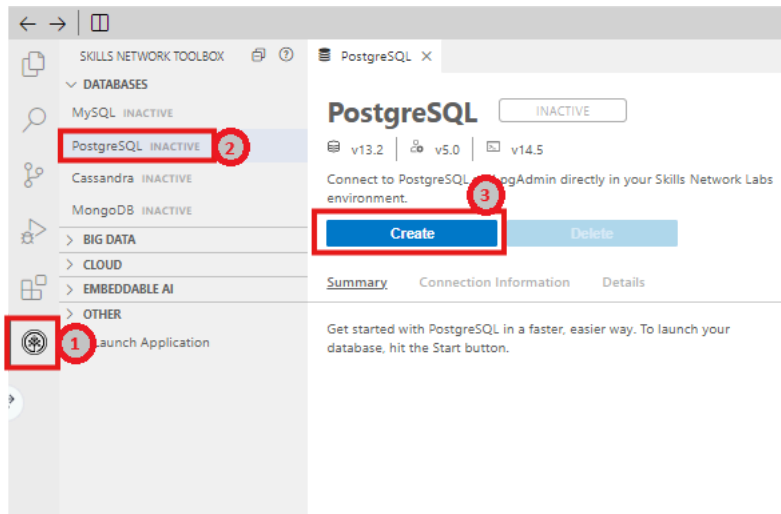 SKILLS NETWORK TOOLBOX
DATABASES
MySQL INACTIVE
PostgreSQL INACTIVE
2
Cassandra INACTIVE
MongoDB INACTIVE
BIG DATA
CLOUD
EMBEDDABLE AI
OTHER
1
Launch Application
PostgreSQL
PostgreSQL INACTIVE
v13.2 v5.0 v14.5
Connect to PostgreSQL pgAdmin directly in your Skills Network Labs
environment.
3
Create Delete
Summary Connection Information Details
Get started with PostgreSQL in a faster, easier way. To launch your
database, hit the Start button.